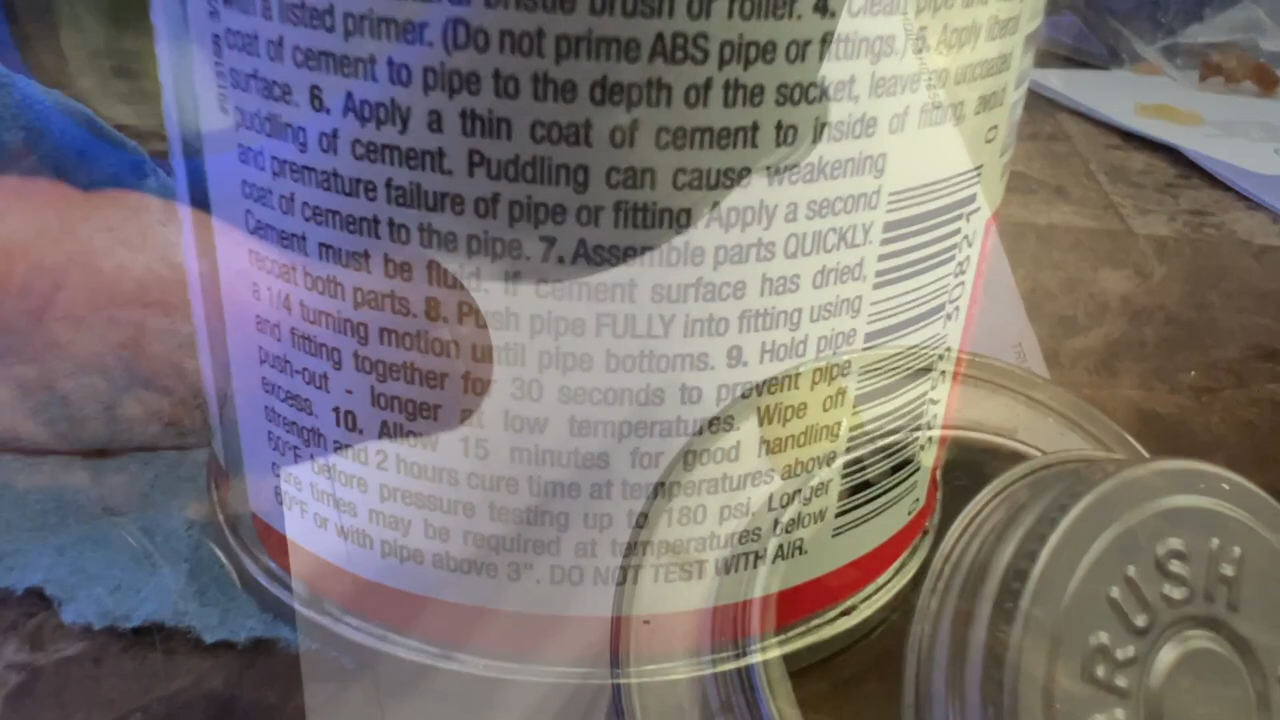 bristle brush or roller. 4. Clean pipe
a listed primer. (Do not prime ABS pipe or fittings.) 5. Apply liberal
coat of cement to pipe to the depth of the socket, leave no uncoated
surface. 6. Apply a thin coat of cement to inside of fitting, avoid
puddling of cement. Puddling can cause weakening
and premature failure of pipe or fitting. Apply a second
coat of cement to the pipe. 7. Assemble parts QUICKLY.
Cement must be fluid. If cement surface has dried,
recoat both parts. 8. Push pipe FULLY into fitting using
a 1/4 turning motion until pipe bottoms. 9. Hold pipe
and fitting together for 30 seconds to prevent pipe
push-out - longer at low temperatures. Wipe off
excess. 10. Allow 15 minutes for good handling
strength and 2 hours cure time at temperatures above
60°F before pressure testing up to 180 psi. Longer
cure times may be required at temperatures below
60°F or with pipe above 3". DO NOT TEST WITH AIR.
RUSH